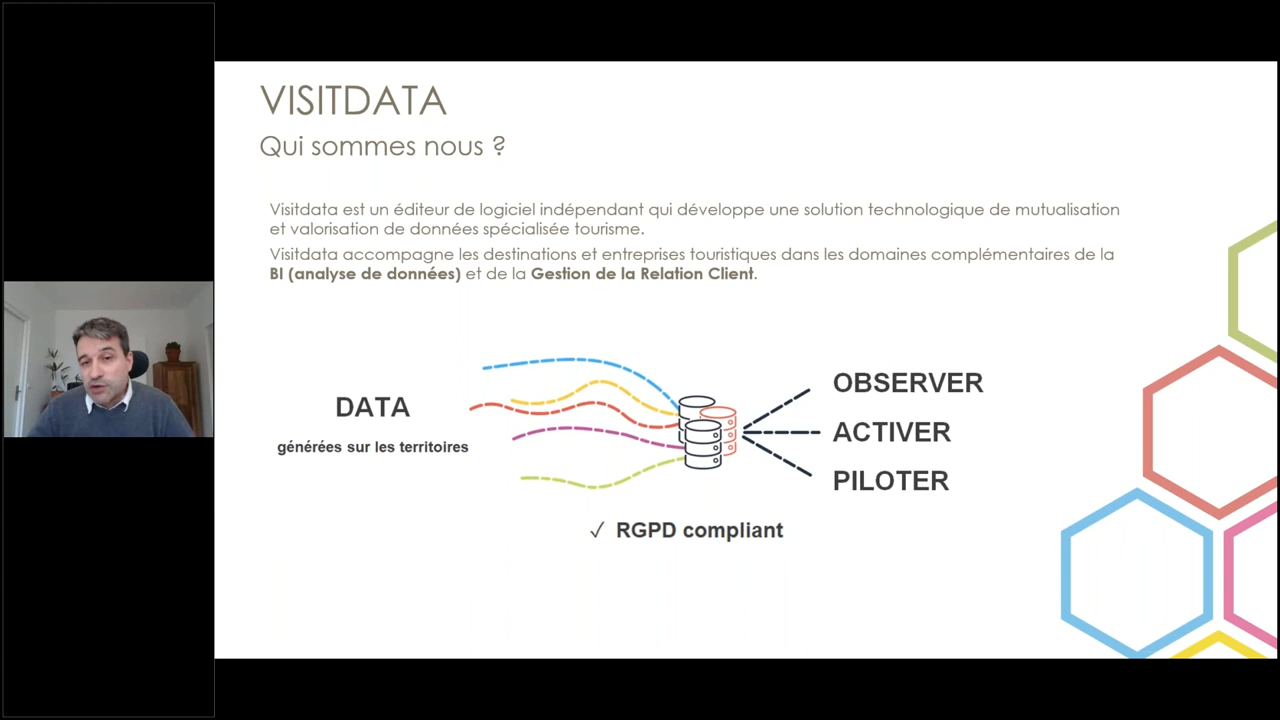 VISITDATA
Qui sommes nous ?
Visitdata est un éditeur de logiciel indépendant qui développe une solution technologique de mutualisation
et valorisation de données spécialisée tourisme.
Visitdata accompagne les destinations et entreprises touristiques dans les domaines complémentaires de la
BI (analyse de données) et de la Gestion de la Relation Client.
DATA
générées sur les territoires
OBSERVER
ACTIVER
PILOTER
✓ RGPD compliant